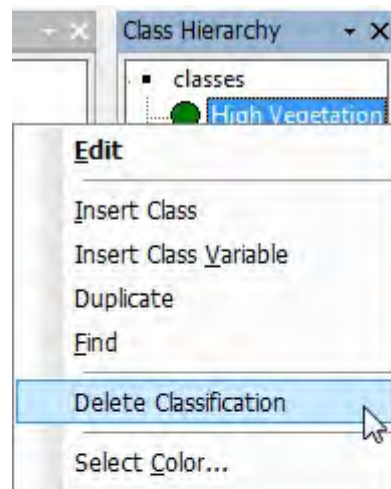 Class Hierarchy
classes
High Vegetation
Edit
Insert Class
Insert Class Variable
Duplicate
Find
Delete Classification
Select Color...